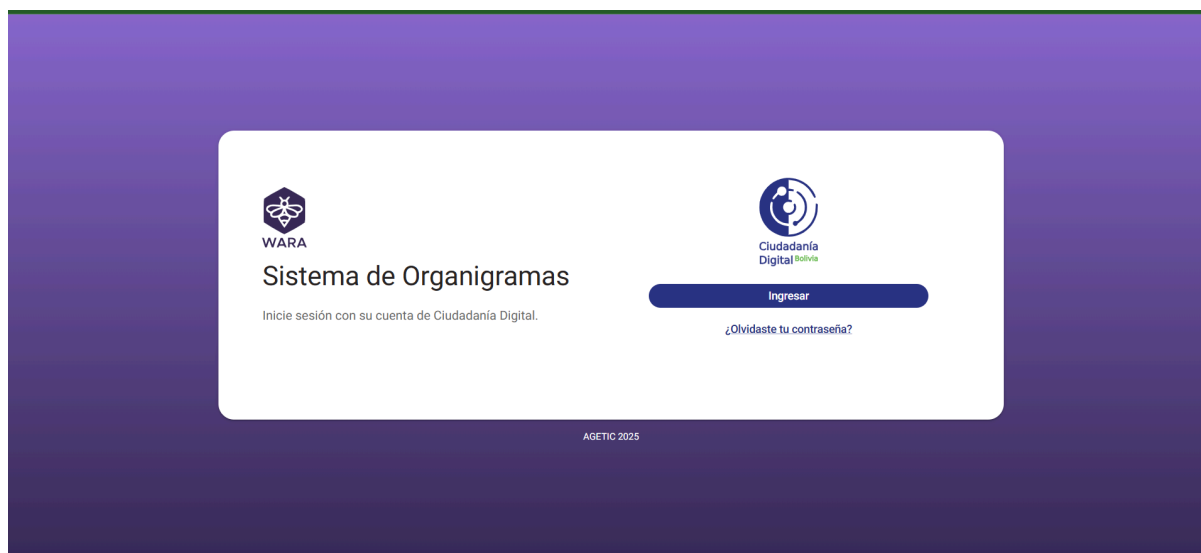 WARA
Sistema de Organigramas
Inicie sesión con su cuenta de Ciudadanía Digital.
Ciudadanía
Digital Bolivia
Ingresar
¿Olvidaste tu contraseña?
AGETIC 2025